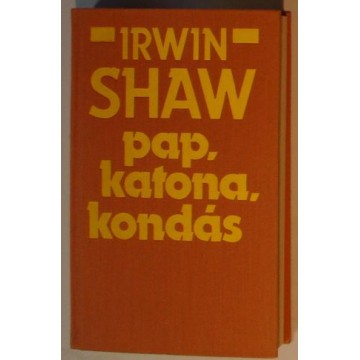 IRWIN
SHAW
pap,
katona,
kondás